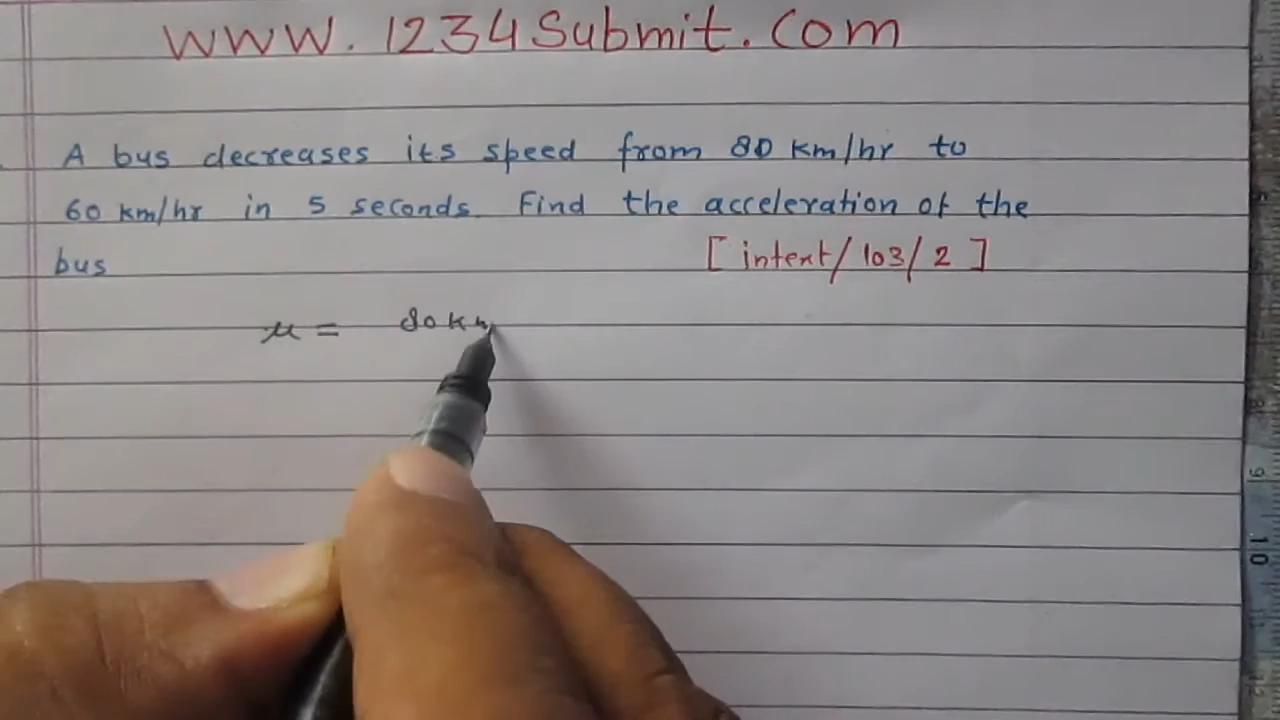 www.1234Submit.Com
A bus decreases its speed from 80 km/hr to
60 km/hr in 5 seconds. Find the acceleration of the
bus [intext/103/2]
u = 80 K